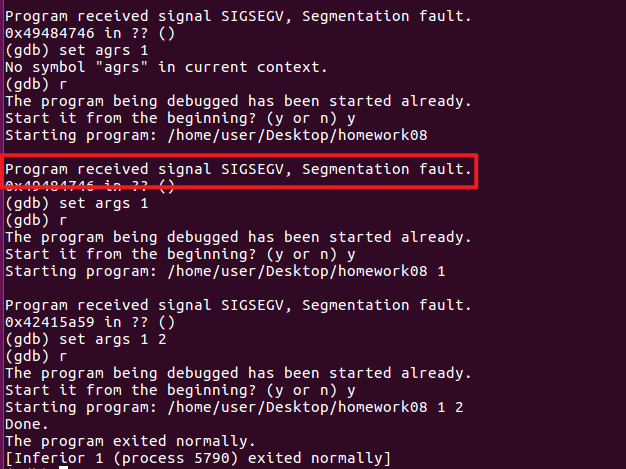 Program received signal SIGSEGV, Segmentation fault.
0x49484746 in ?? ()
(gdb) set agrs 1
No symbol "agrs" in current context.
(gdb) r
The program being debugged has been started already.
Start it from the beginning? (y or n) y
Starting program: /home/user/Desktop/homework08
Program received signal SIGSEGV, Segmentation fault.
0x49484746 in ?? ()
(gdb) set args 1
(gdb) r
The program being debugged has been started already.
Start it from the beginning? (y or n) y
Starting program: /home/user/Desktop/homework08 1
Program received signal SIGSEGV, Segmentation fault.
0x42415a59 in ?? ()
(gdb) set args 1 2
(gdb) r
The program being debugged has been started already.
Start it from the beginning? (y or n) y
Starting program: /home/user/Desktop/homework08 1 2
Done.
The program exited normally.
[Inferior 1 (process 5790) exited normally]